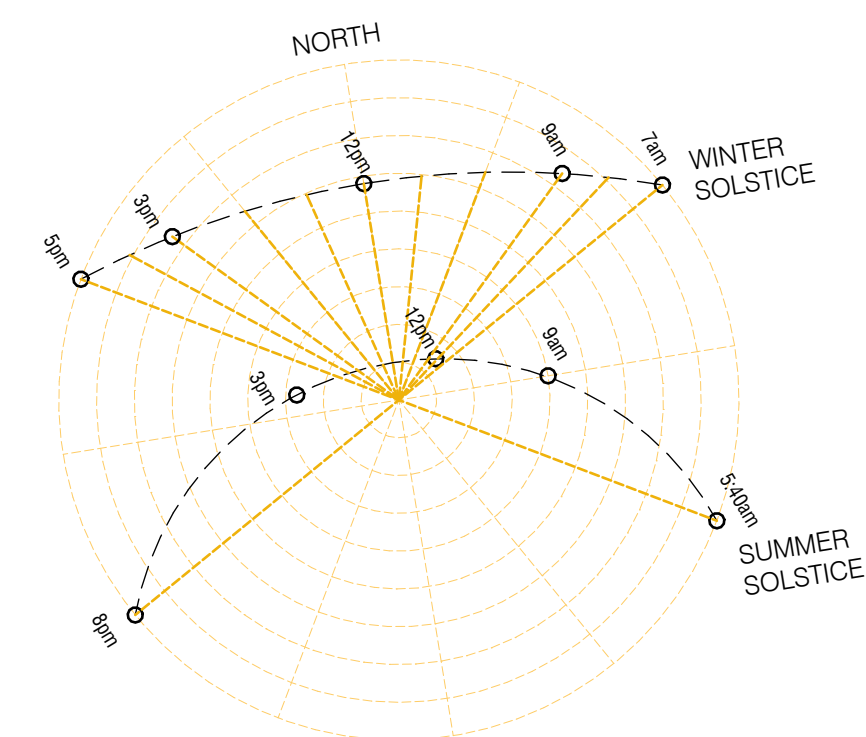 NORTH
12pm
9am
7am
WINTER
SOLSTICE
3pm
5pm
12pm
9am
3pm
5:40am
SUMMER
SOLSTICE
8pm